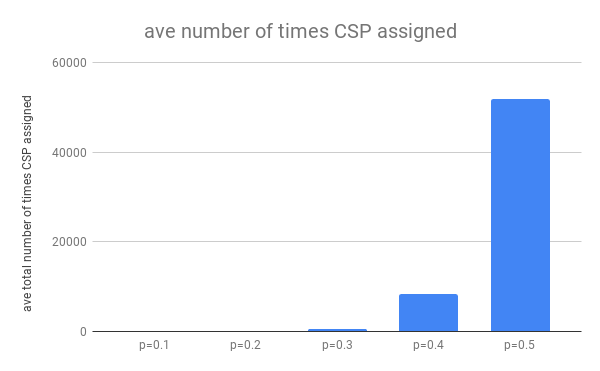 ave number of times CSP assigned
ave total number of times CSP assigned
60000
40000
20000
0
p=0.1 p=0.2 p=0.3 p=0.4 p=0.5